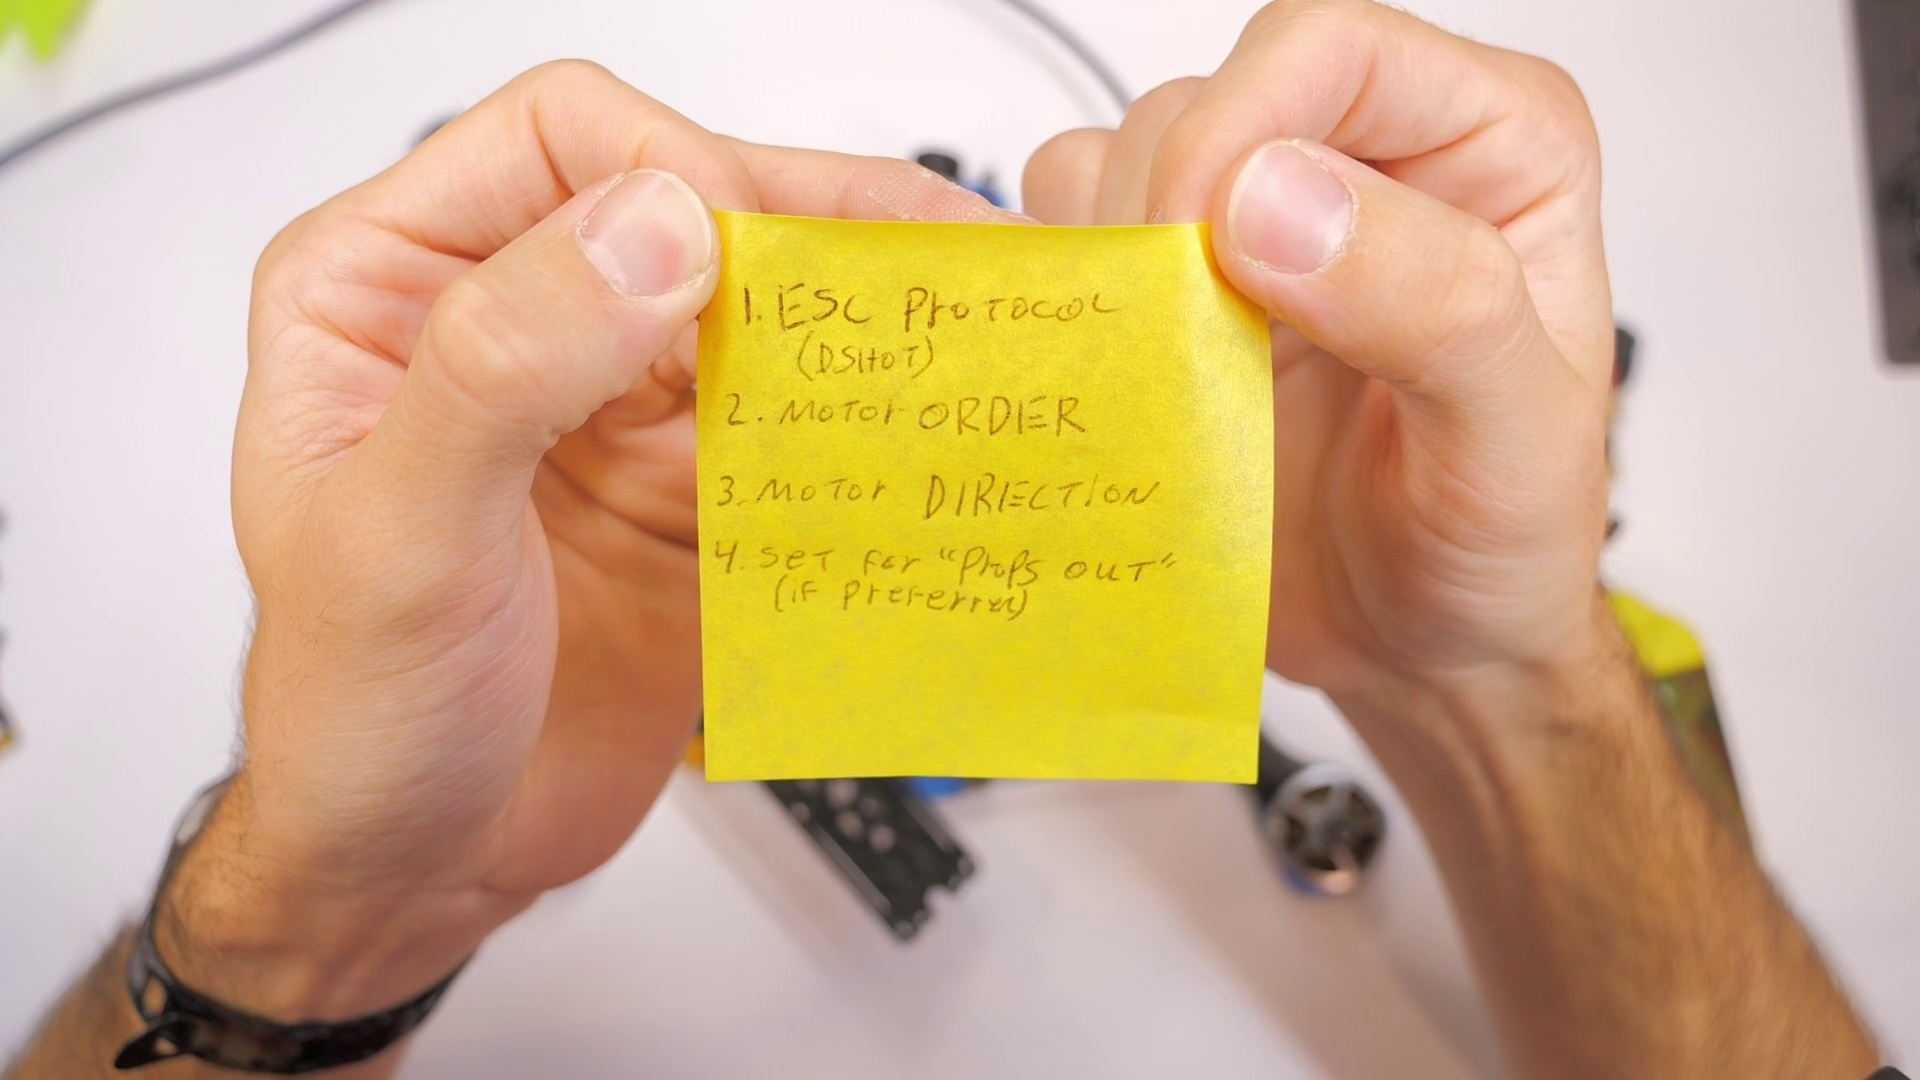 1. ESC Protocol
(DSHOT)
2. Motor ORDER
3. Motor DIRECTION
4. Set for "Props out"
(if preferred)